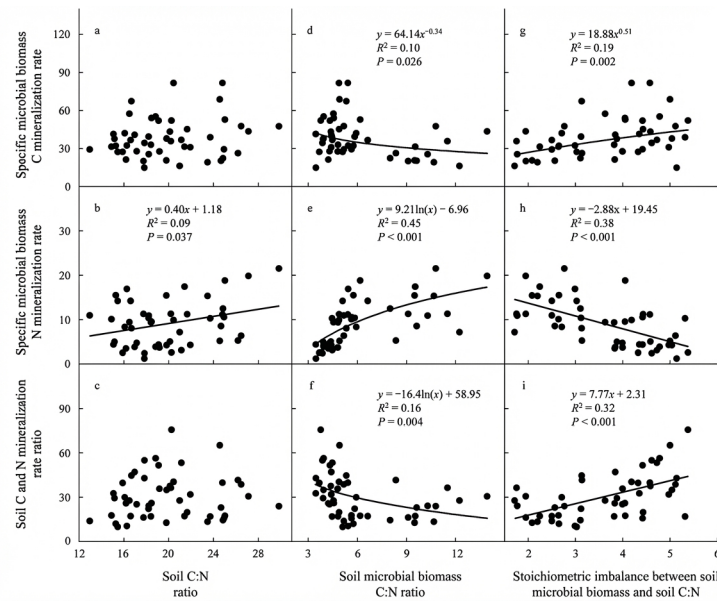 Specific microbial biomass
C mineralization rate
120
90
60
30
0
a
d
y = 64.14x^−0.34
R² = 0.10
P = 0.026
g
y = 18.88x^0.51
R² = 0.19
P = 0.002
Specific microbial biomass
N mineralization rate
30
20
10
0
b
y = 0.40x + 1.18
R² = 0.09
P = 0.037
e
y = 9.21ln(x) − 6.96
R² = 0.45
P < 0.001
h
y = −2.88x + 19.45
R² = 0.38
P < 0.001
Soil C and N mineralization
rate ratio
90
60
30
0
c
f
y = −16.4ln(x) + 58.95
R² = 0.16
P = 0.004
i
y = 7.77x + 2.31
R² = 0.32
P < 0.001
12 16 20 24 28
3 6 9 12
2 3 4 5 6
Soil C:N
ratio
Soil microbial biomass
C:N ratio
Stoichiometric imbalance between soil
microbial biomass and soil C:N